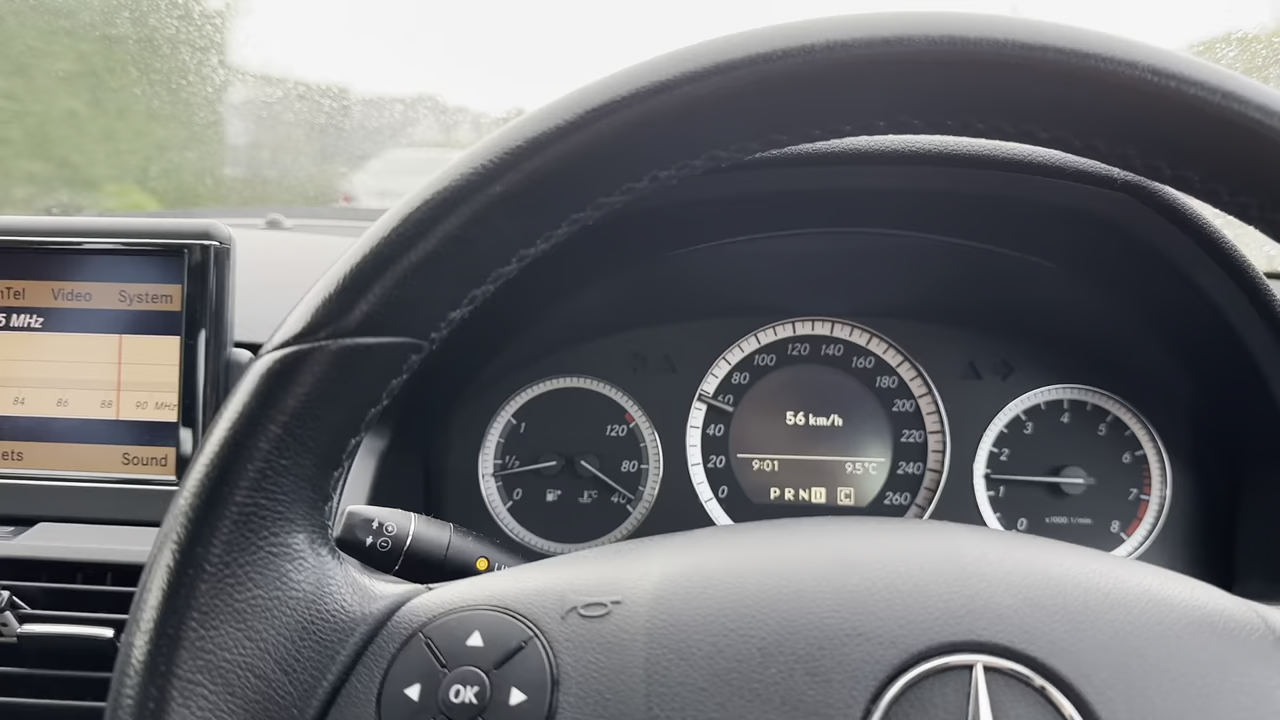 nTel Video System
5 MHz
84 86 88 90 MHz
ets Sound
1
1/2
0
120
80
40
°C
0
20
40
60
80
100
120
140
160
180
200
220
240
260
56 km/h
9:01 9.5°C
P R N D C
0
1
2
3
4
5
6
7
8
x1000 1/min
OK